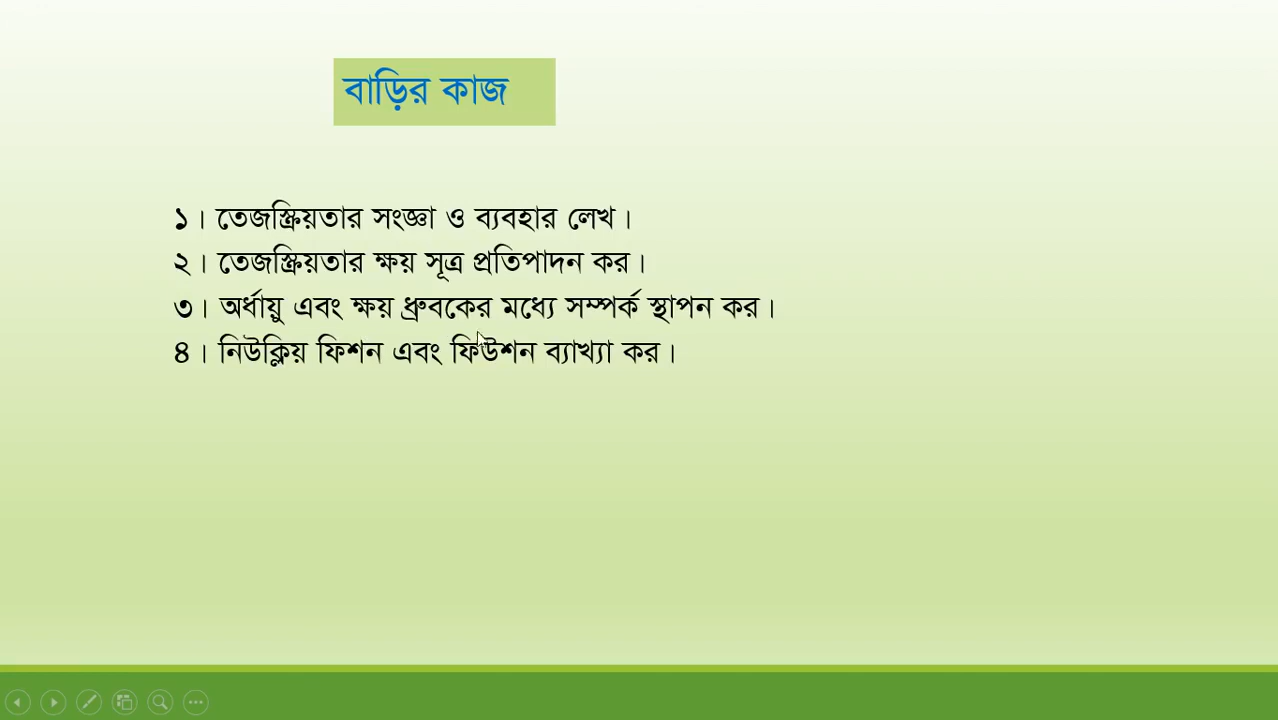 বাড়ির কাজ
১। তেজস্ক্রিয়তার সংজ্ঞা ও ব্যবহার লেখ।
২। তেজস্ক্রিয়তার ক্ষয় সূত্র প্রতিপাদন কর।
৩। অর্ধায়ু এবং ক্ষয় ধ্রুবকের মধ্যে সম্পর্ক স্থাপন কর।
৪। নিউক্লিয় ফিশন এবং ফিউশন ব্যাখ্যা কর।